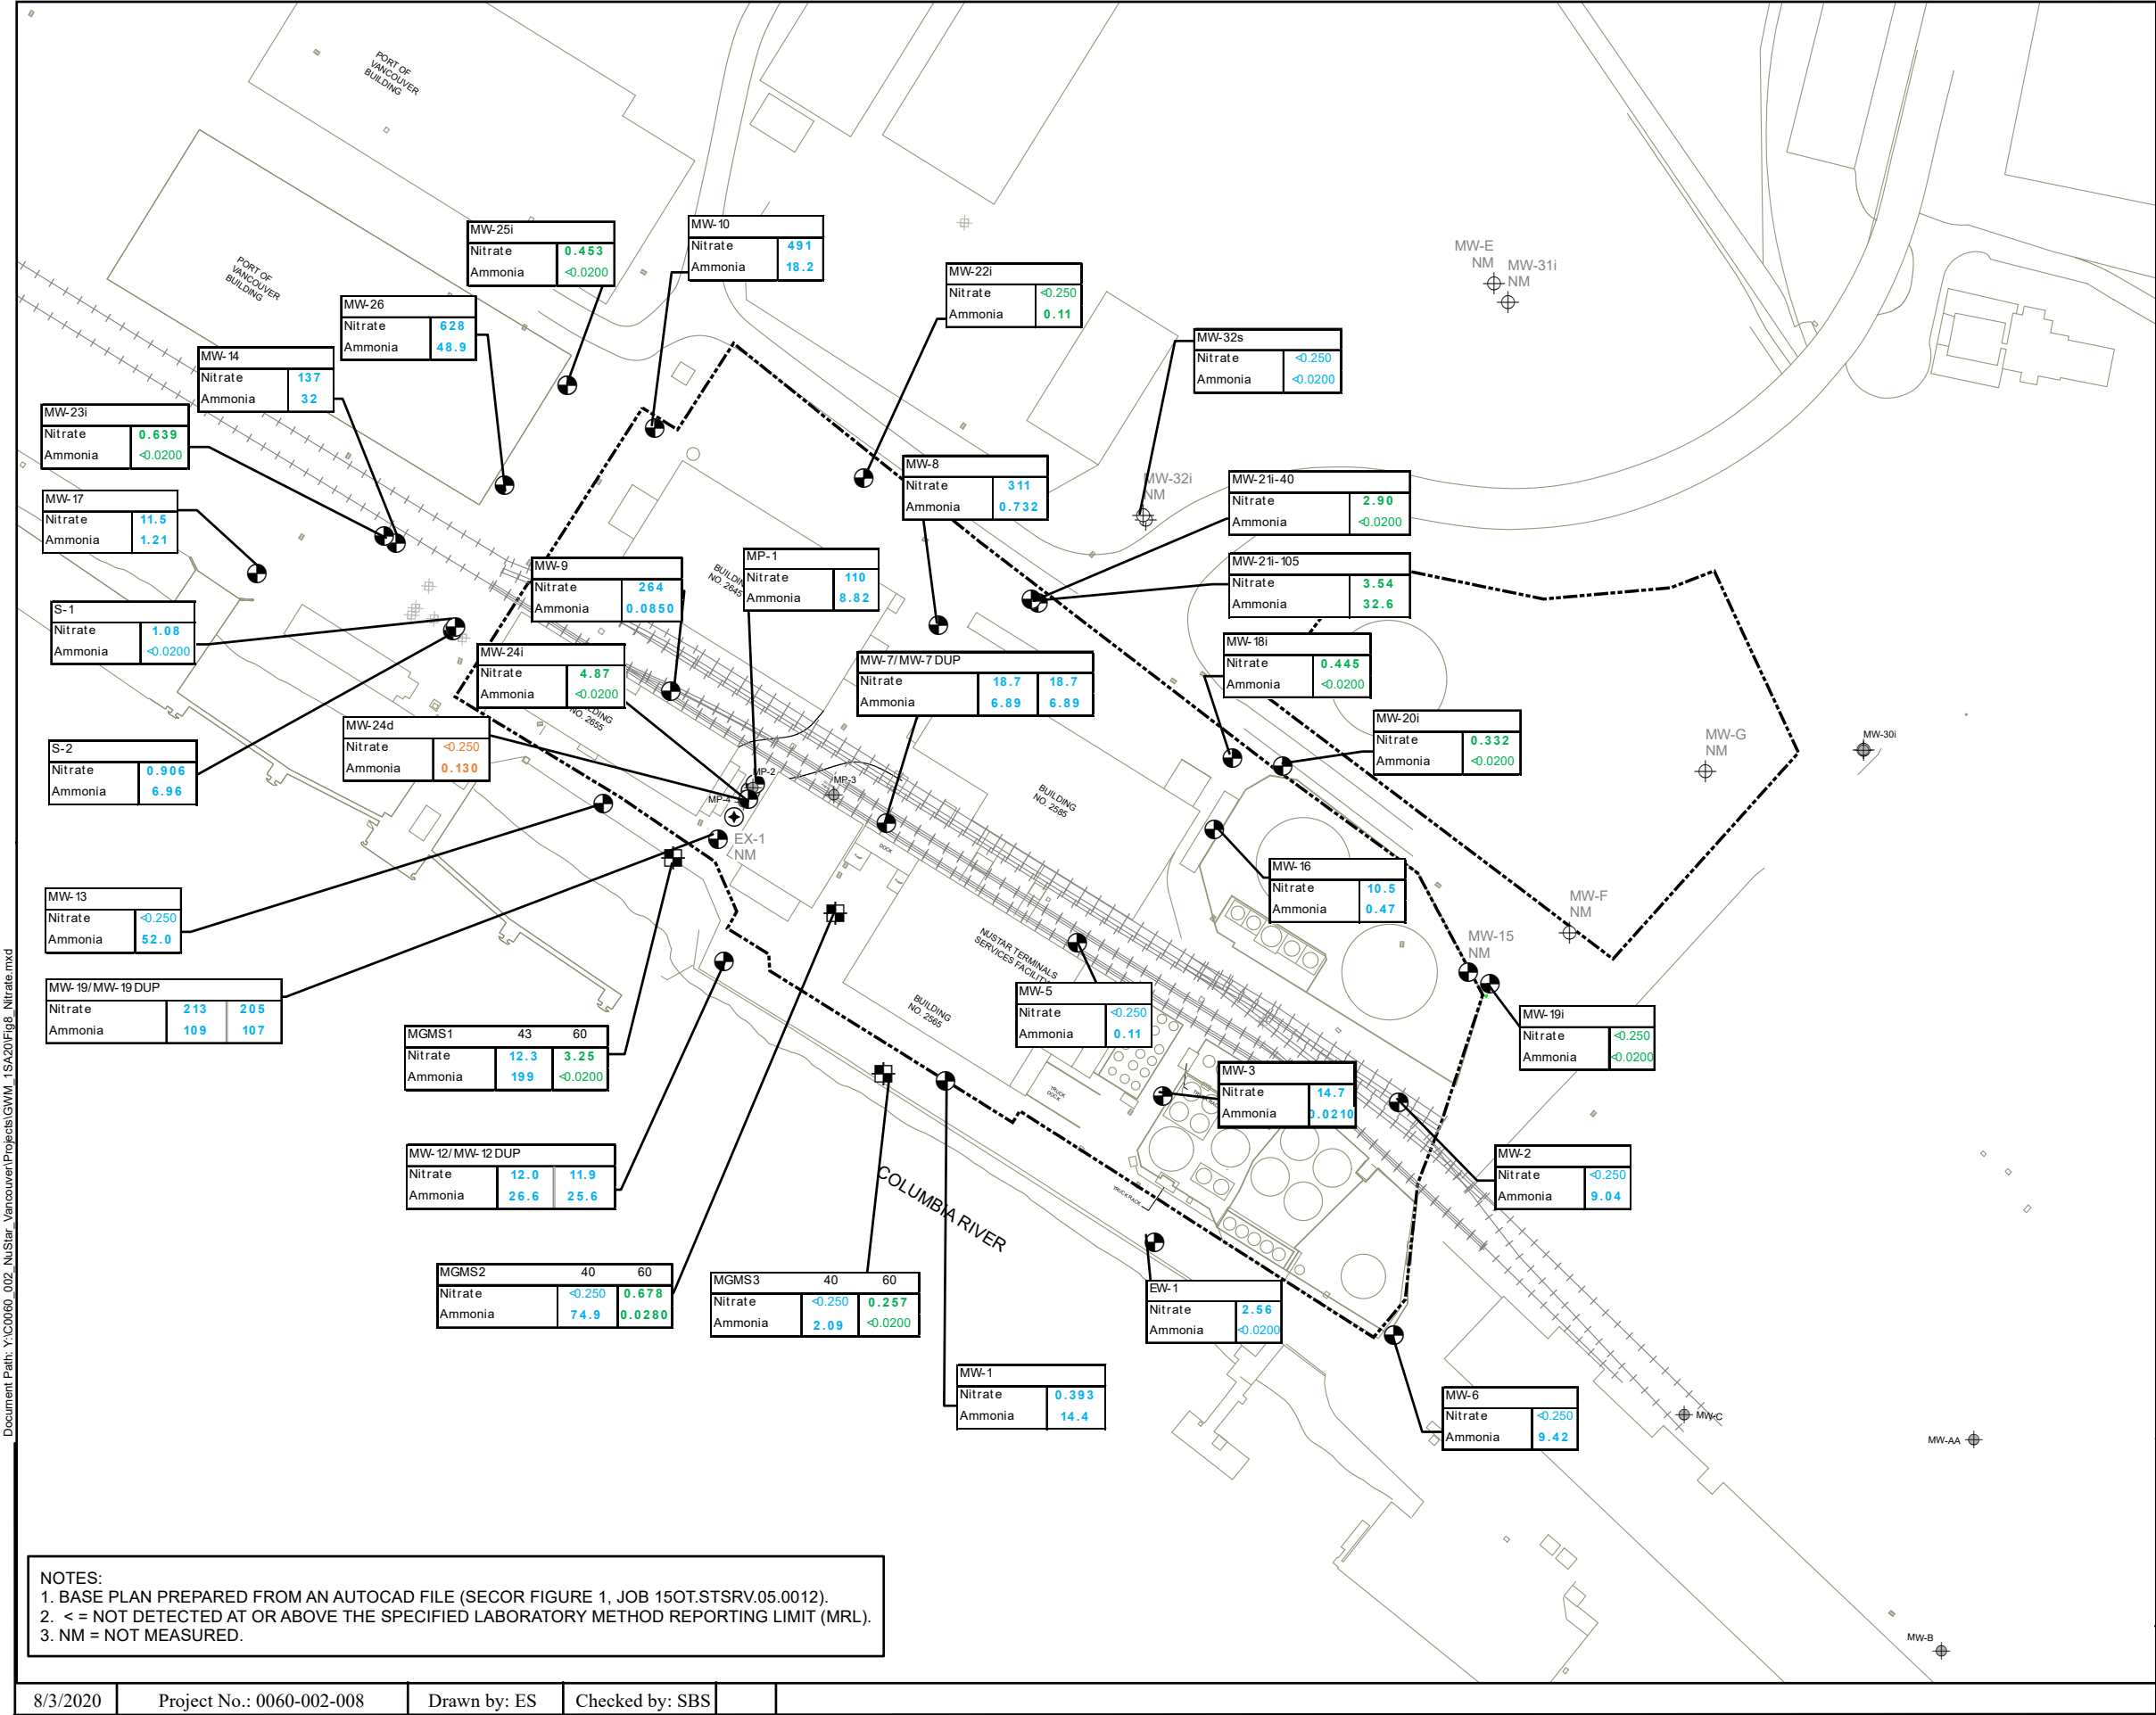 PORT OF
VANCOUVER
BUILDING
PORT OF
VANCOUVER
BUILDING
MW-25i
Nitrate 0.453
Ammonia <0.0200
MW-10
Nitrate 491
Ammonia 18.2
MW-22i
Nitrate <0.250
Ammonia 0.11
MW-E
NM
MW-31i
NM
MW-26
Nitrate 628
Ammonia 48.9
MW-32s
Nitrate <0.250
Ammonia <0.0200
MW-14
Nitrate 137
Ammonia 32
MW-23i
Nitrate 0.639
Ammonia <0.0200
MW-8
Nitrate 311
Ammonia 0.732
MW-32i
NM
MW-21i-40
Nitrate 2.90
Ammonia <0.0200
MW-17
Nitrate 11.5
Ammonia 1.21
MW-9
Nitrate 264
Ammonia 0.0850
BUILDING
NO. 2645
MP-1
Nitrate 110
Ammonia 8.82
MW-21i-105
Nitrate 3.54
Ammonia 32.6
S-1
Nitrate 1.08
Ammonia <0.0200
MW-24i
Nitrate 4.87
Ammonia <0.0200
BUILDING
NO. 2655
MW-7/MW-7 DUP
Nitrate 18.7 18.7
Ammonia 6.89 6.89
MW-18i
Nitrate 0.445
Ammonia <0.0200
MW-24d
Nitrate <0.250
Ammonia 0.130
MW-20i
Nitrate 0.332
Ammonia <0.0200
MW-G
NM
MW-30i
S-2
Nitrate 0.906
Ammonia 6.96
MP-2
MP-3
MP-4
EX-1
NM
BUILDING
NO. 2585
DOCK
MW-16
Nitrate 10.5
Ammonia 0.47
MW-F
NM
MW-13
Nitrate <0.250
Ammonia 52.0
MW-15
NM
NUSTAR TERMINALS
SERVICES FACILITY
MW-19/MW-19 DUP
Nitrate 213 205
Ammonia 109 107
MW-5
Nitrate <0.250
Ammonia 0.11
BUILDING
NO. 2565
MW-19i
Nitrate <0.250
Ammonia <0.0200
MGMS1 43 60
Nitrate 12.3 3.25
Ammonia 199 <0.0200
MW-3
Nitrate 14.7
Ammonia 0.0210
TRUCK
DOCK
MW-12/MW-12 DUP
Nitrate 12.0 11.9
Ammonia 26.6 25.6
COLUMBIA RIVER
TRUCK RACK
MW-2
Nitrate <0.250
Ammonia 9.04
MGMS2 40 60
Nitrate <0.250 0.678
Ammonia 74.9 0.0280
MGMS3 40 60
Nitrate <0.250 0.257
Ammonia 2.09 <0.0200
EW-1
Nitrate 2.56
Ammonia <0.0200
MW-1
Nitrate 0.393
Ammonia 14.4
MW-6
Nitrate <0.250
Ammonia 9.42
MW-C
MW-AA
MW-B
Document Path: Y:\C0060_002_NuStar_Vancouver\Projects\GWM_1SA20\Fig8_Nitrate.mxd
NOTES:
1. BASE PLAN PREPARED FROM AN AUTOCAD FILE (SECOR FIGURE 1, JOB 15OT.STSRV.05.0012).
2. < = NOT DETECTED AT OR ABOVE THE SPECIFIED LABORATORY METHOD REPORTING LIMIT (MRL).
3. NM = NOT MEASURED.
8/3/2020 Project No.: 0060-002-008 Drawn by: ES Checked by: SBS